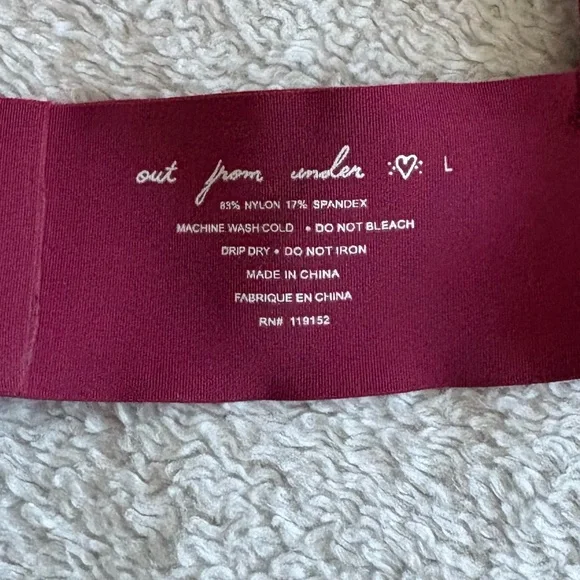 out from under :♡: L
83% NYLON 17% SPANDEX
MACHINE WASH COLD • DO NOT BLEACH
DRIP DRY • DO NOT IRON
MADE IN CHINA
FABRIQUE EN CHINA
RN# 119152